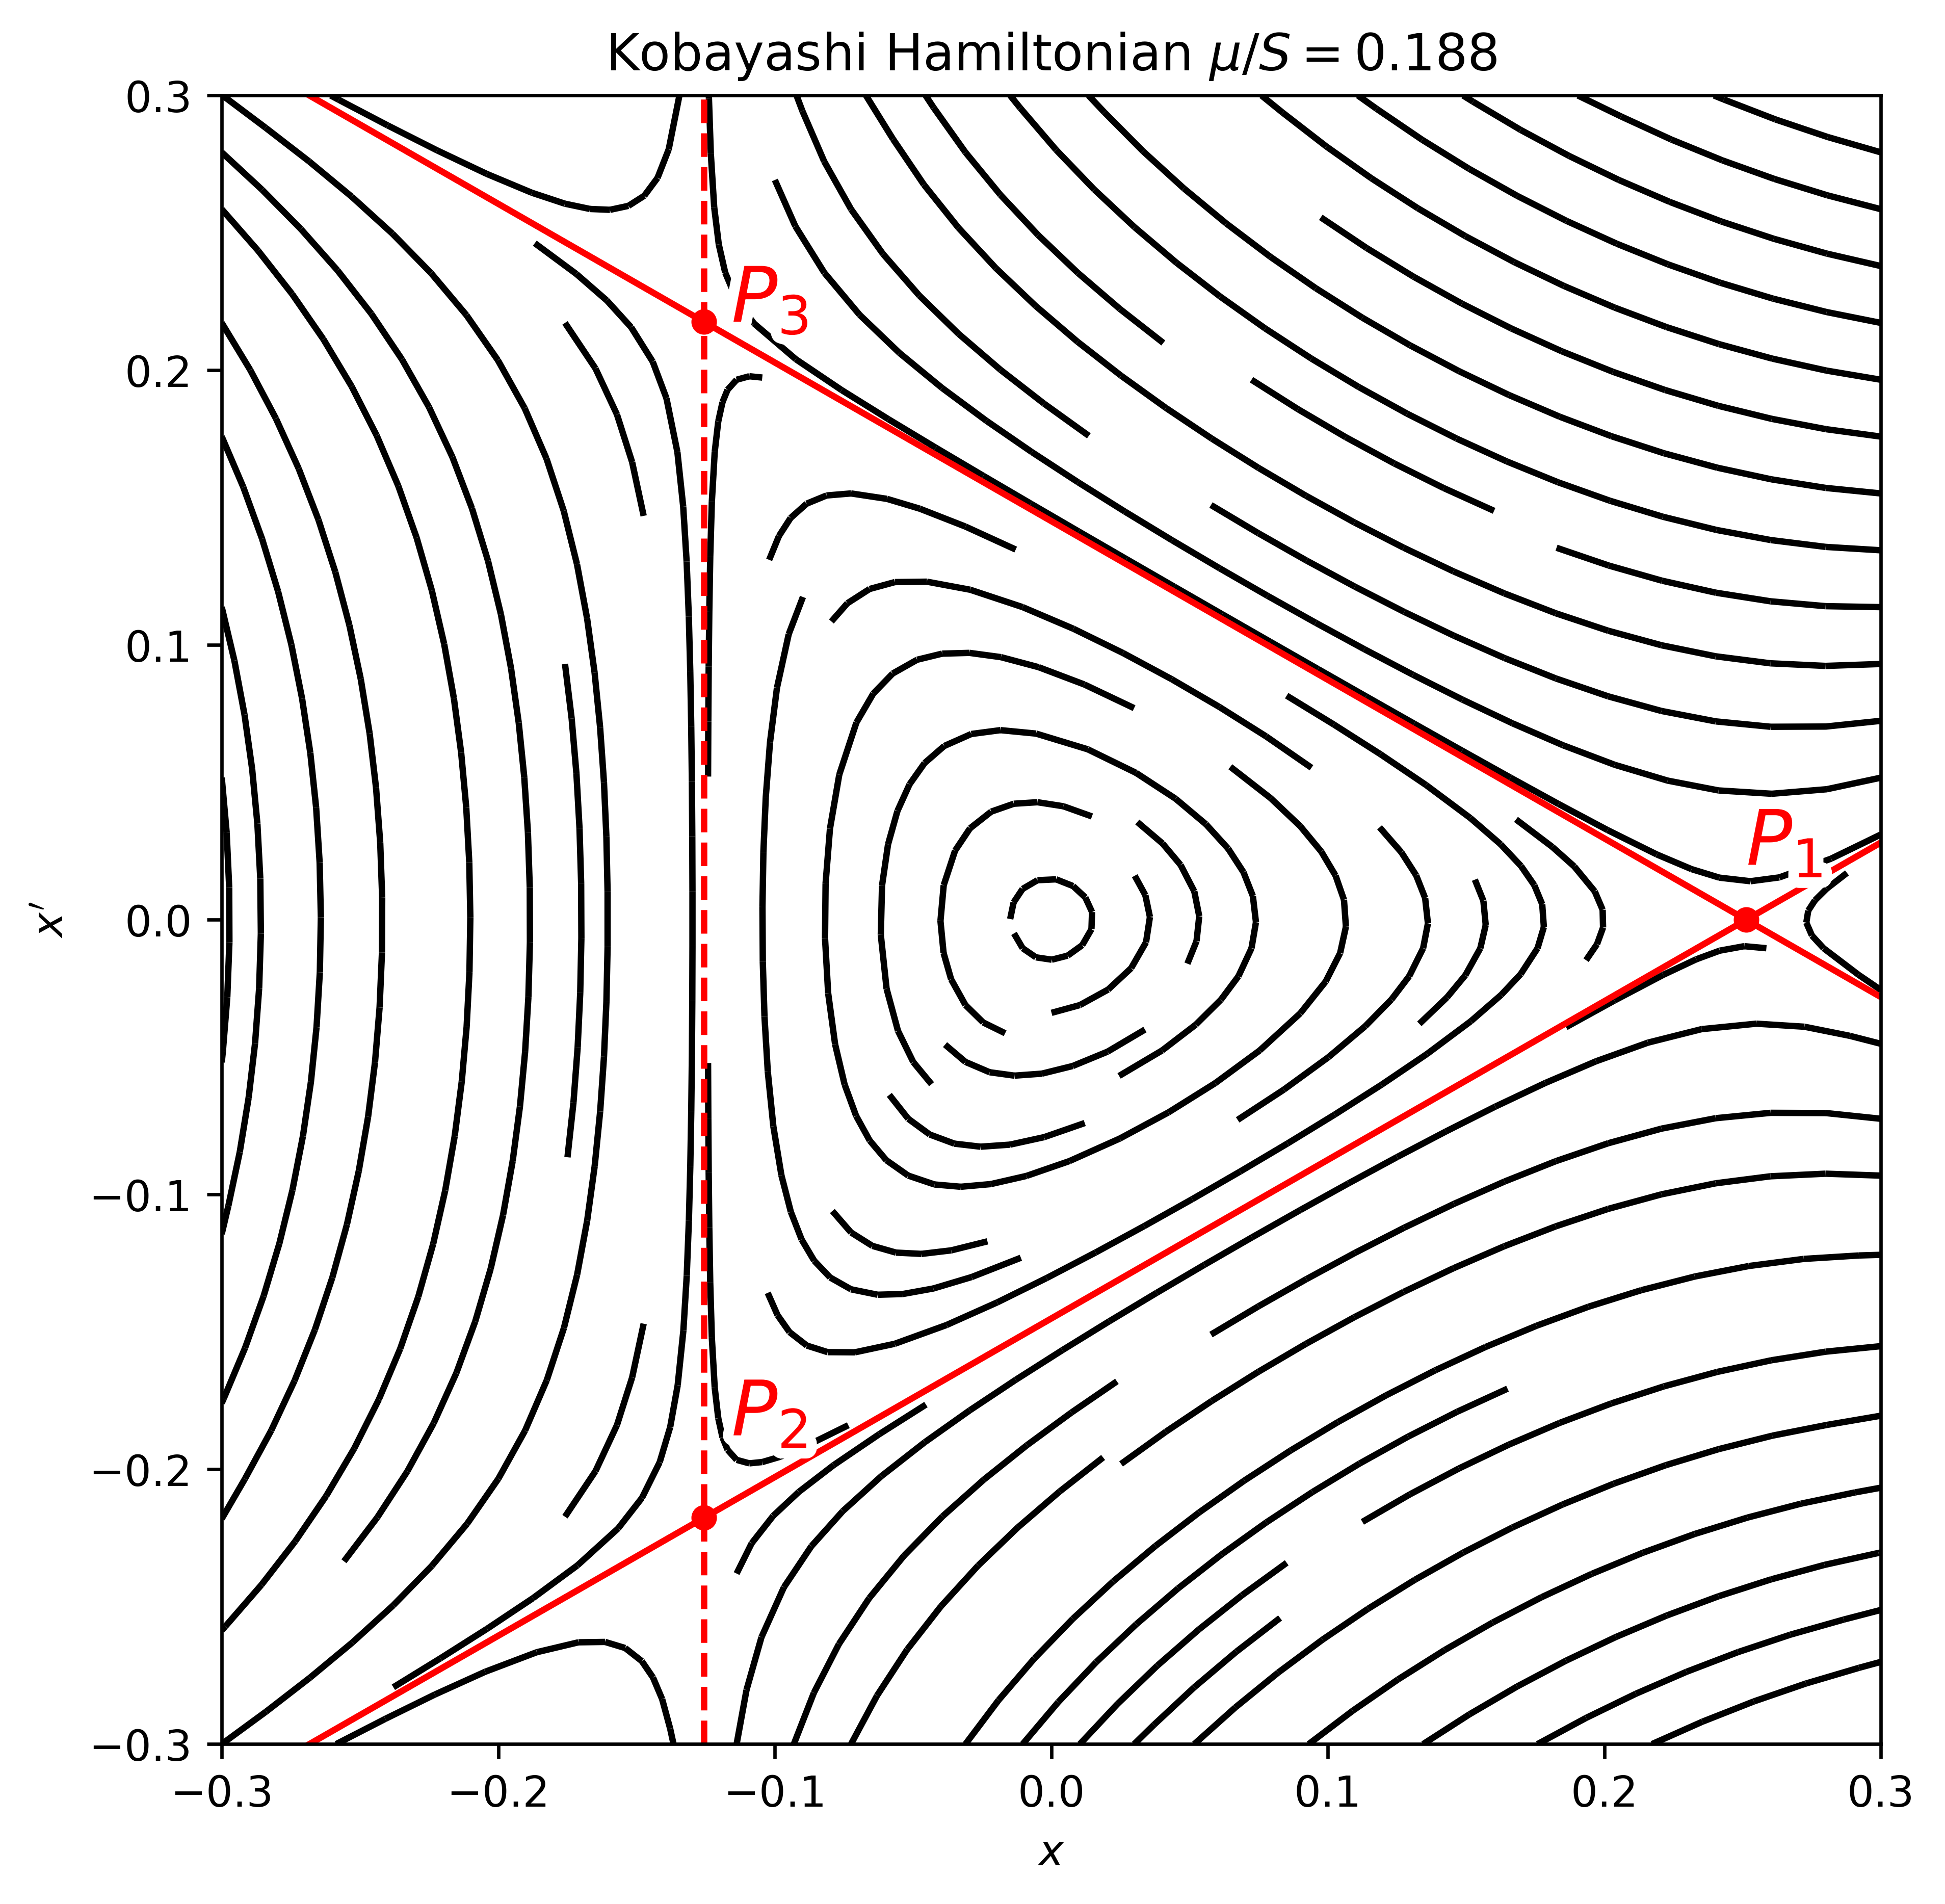 Kobayashi Hamiltonian μ/S = 0.188
0.3
0.2
0.1
0.0
−0.1
−0.2
−0.3
x′
P3
P1
P2
−0.3 −0.2 −0.1 0.0 0.1 0.2 0.3
x